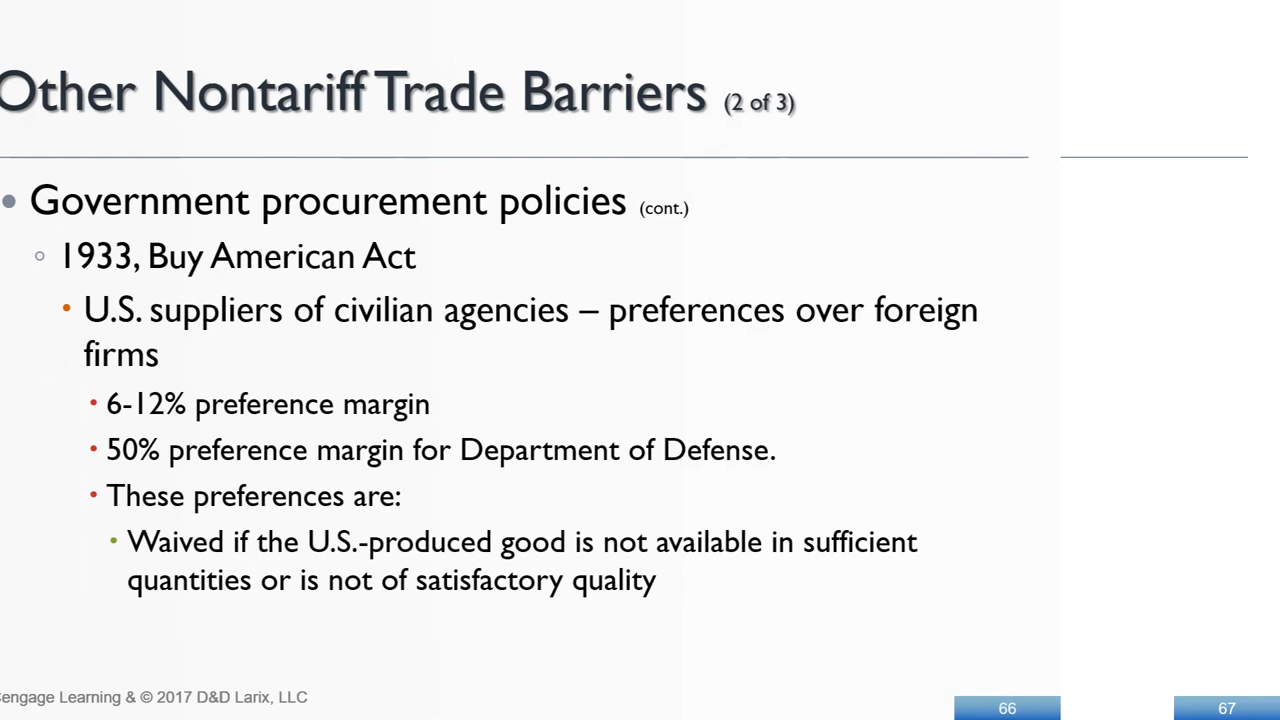 Other Nontariff Trade Barriers (2 of 3)
• Government procurement policies (cont.)
◦ 1933, Buy American Act
• U.S. suppliers of civilian agencies – preferences over foreign
firms
• 6-12% preference margin
• 50% preference margin for Department of Defense.
• These preferences are:
• Waived if the U.S.-produced good is not available in sufficient
quantities or is not of satisfactory quality
Cengage Learning & © 2017 D&D Larix, LLC
66
67